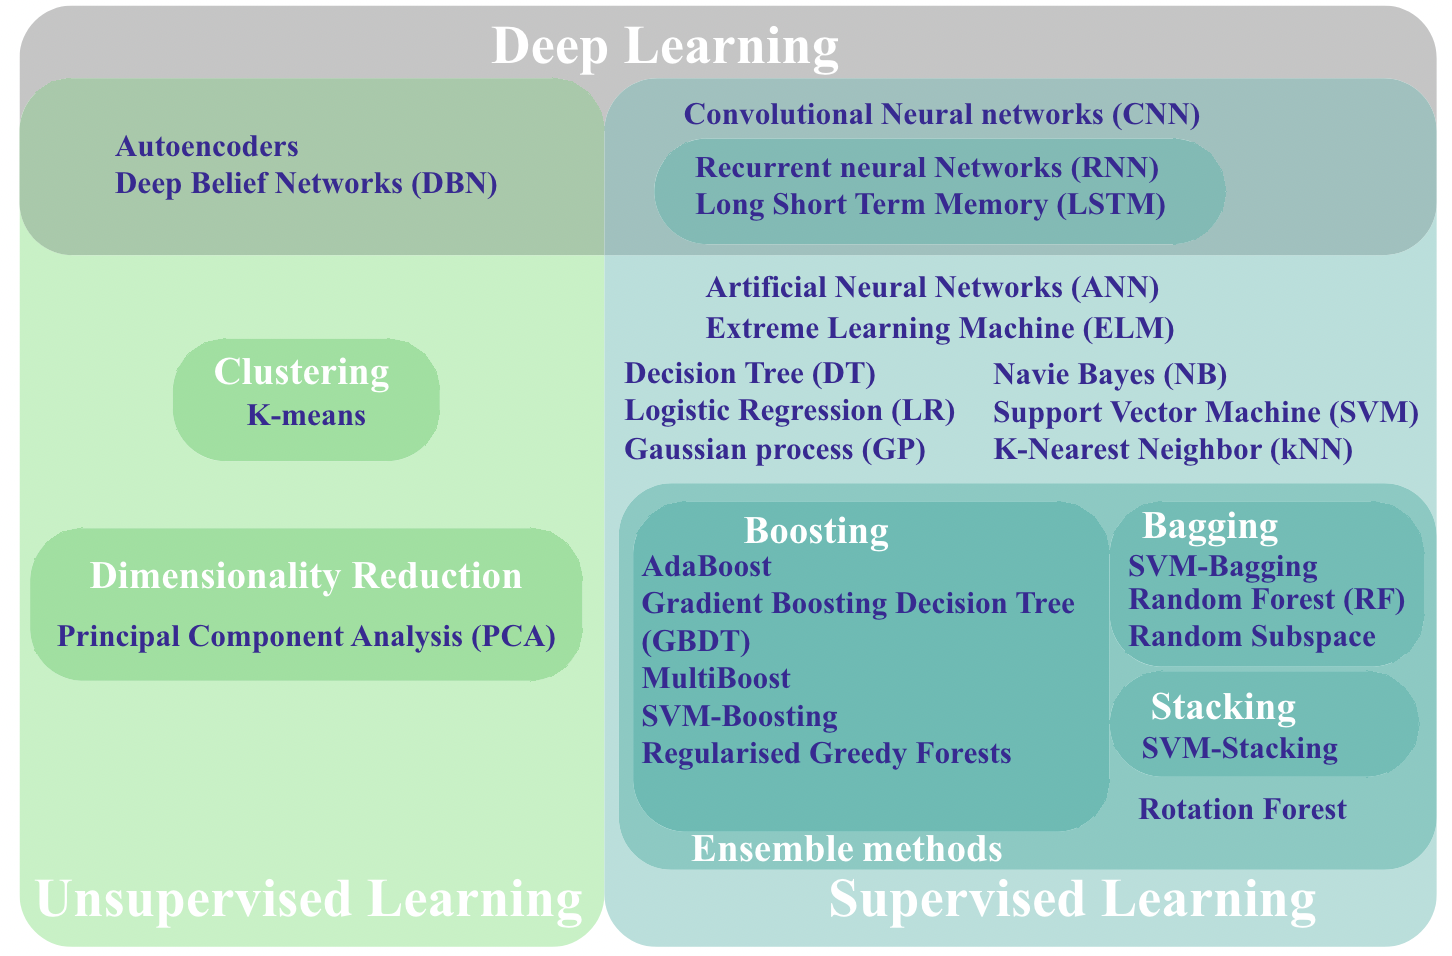 Deep Learning
Autoencoders
Deep Belief Networks (DBN)
Convolutional Neural networks (CNN)
Recurrent neural Networks (RNN)
Long Short Term Memory (LSTM)
Clustering
K-means
Dimensionality Reduction
Principal Component Analysis (PCA)
Unsupervised Learning
Artificial Neural Networks (ANN)
Extreme Learning Machine (ELM)
Decision Tree (DT)
Logistic Regression (LR)
Gaussian process (GP)
Navie Bayes (NB)
Support Vector Machine (SVM)
K-Nearest Neighbor (kNN)
Boosting
AdaBoost
Gradient Boosting Decision Tree
(GBDT)
MultiBoost
SVM-Boosting
Regularised Greedy Forests
Bagging
SVM-Bagging
Random Forest (RF)
Random Subspace
Stacking
SVM-Stacking
Rotation Forest
Ensemble methods
Supervised Learning